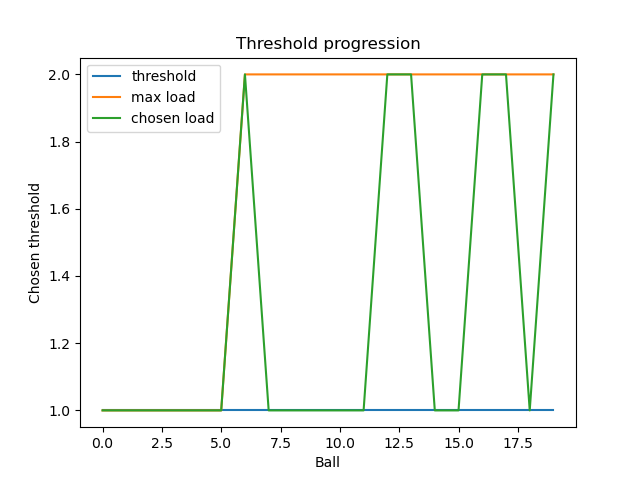 Threshold progression
threshold
max load
chosen load
2.0
1.8
1.6
1.4
1.2
1.0
Chosen threshold
0.0 2.5 5.0 7.5 10.0 12.5 15.0 17.5
Ball